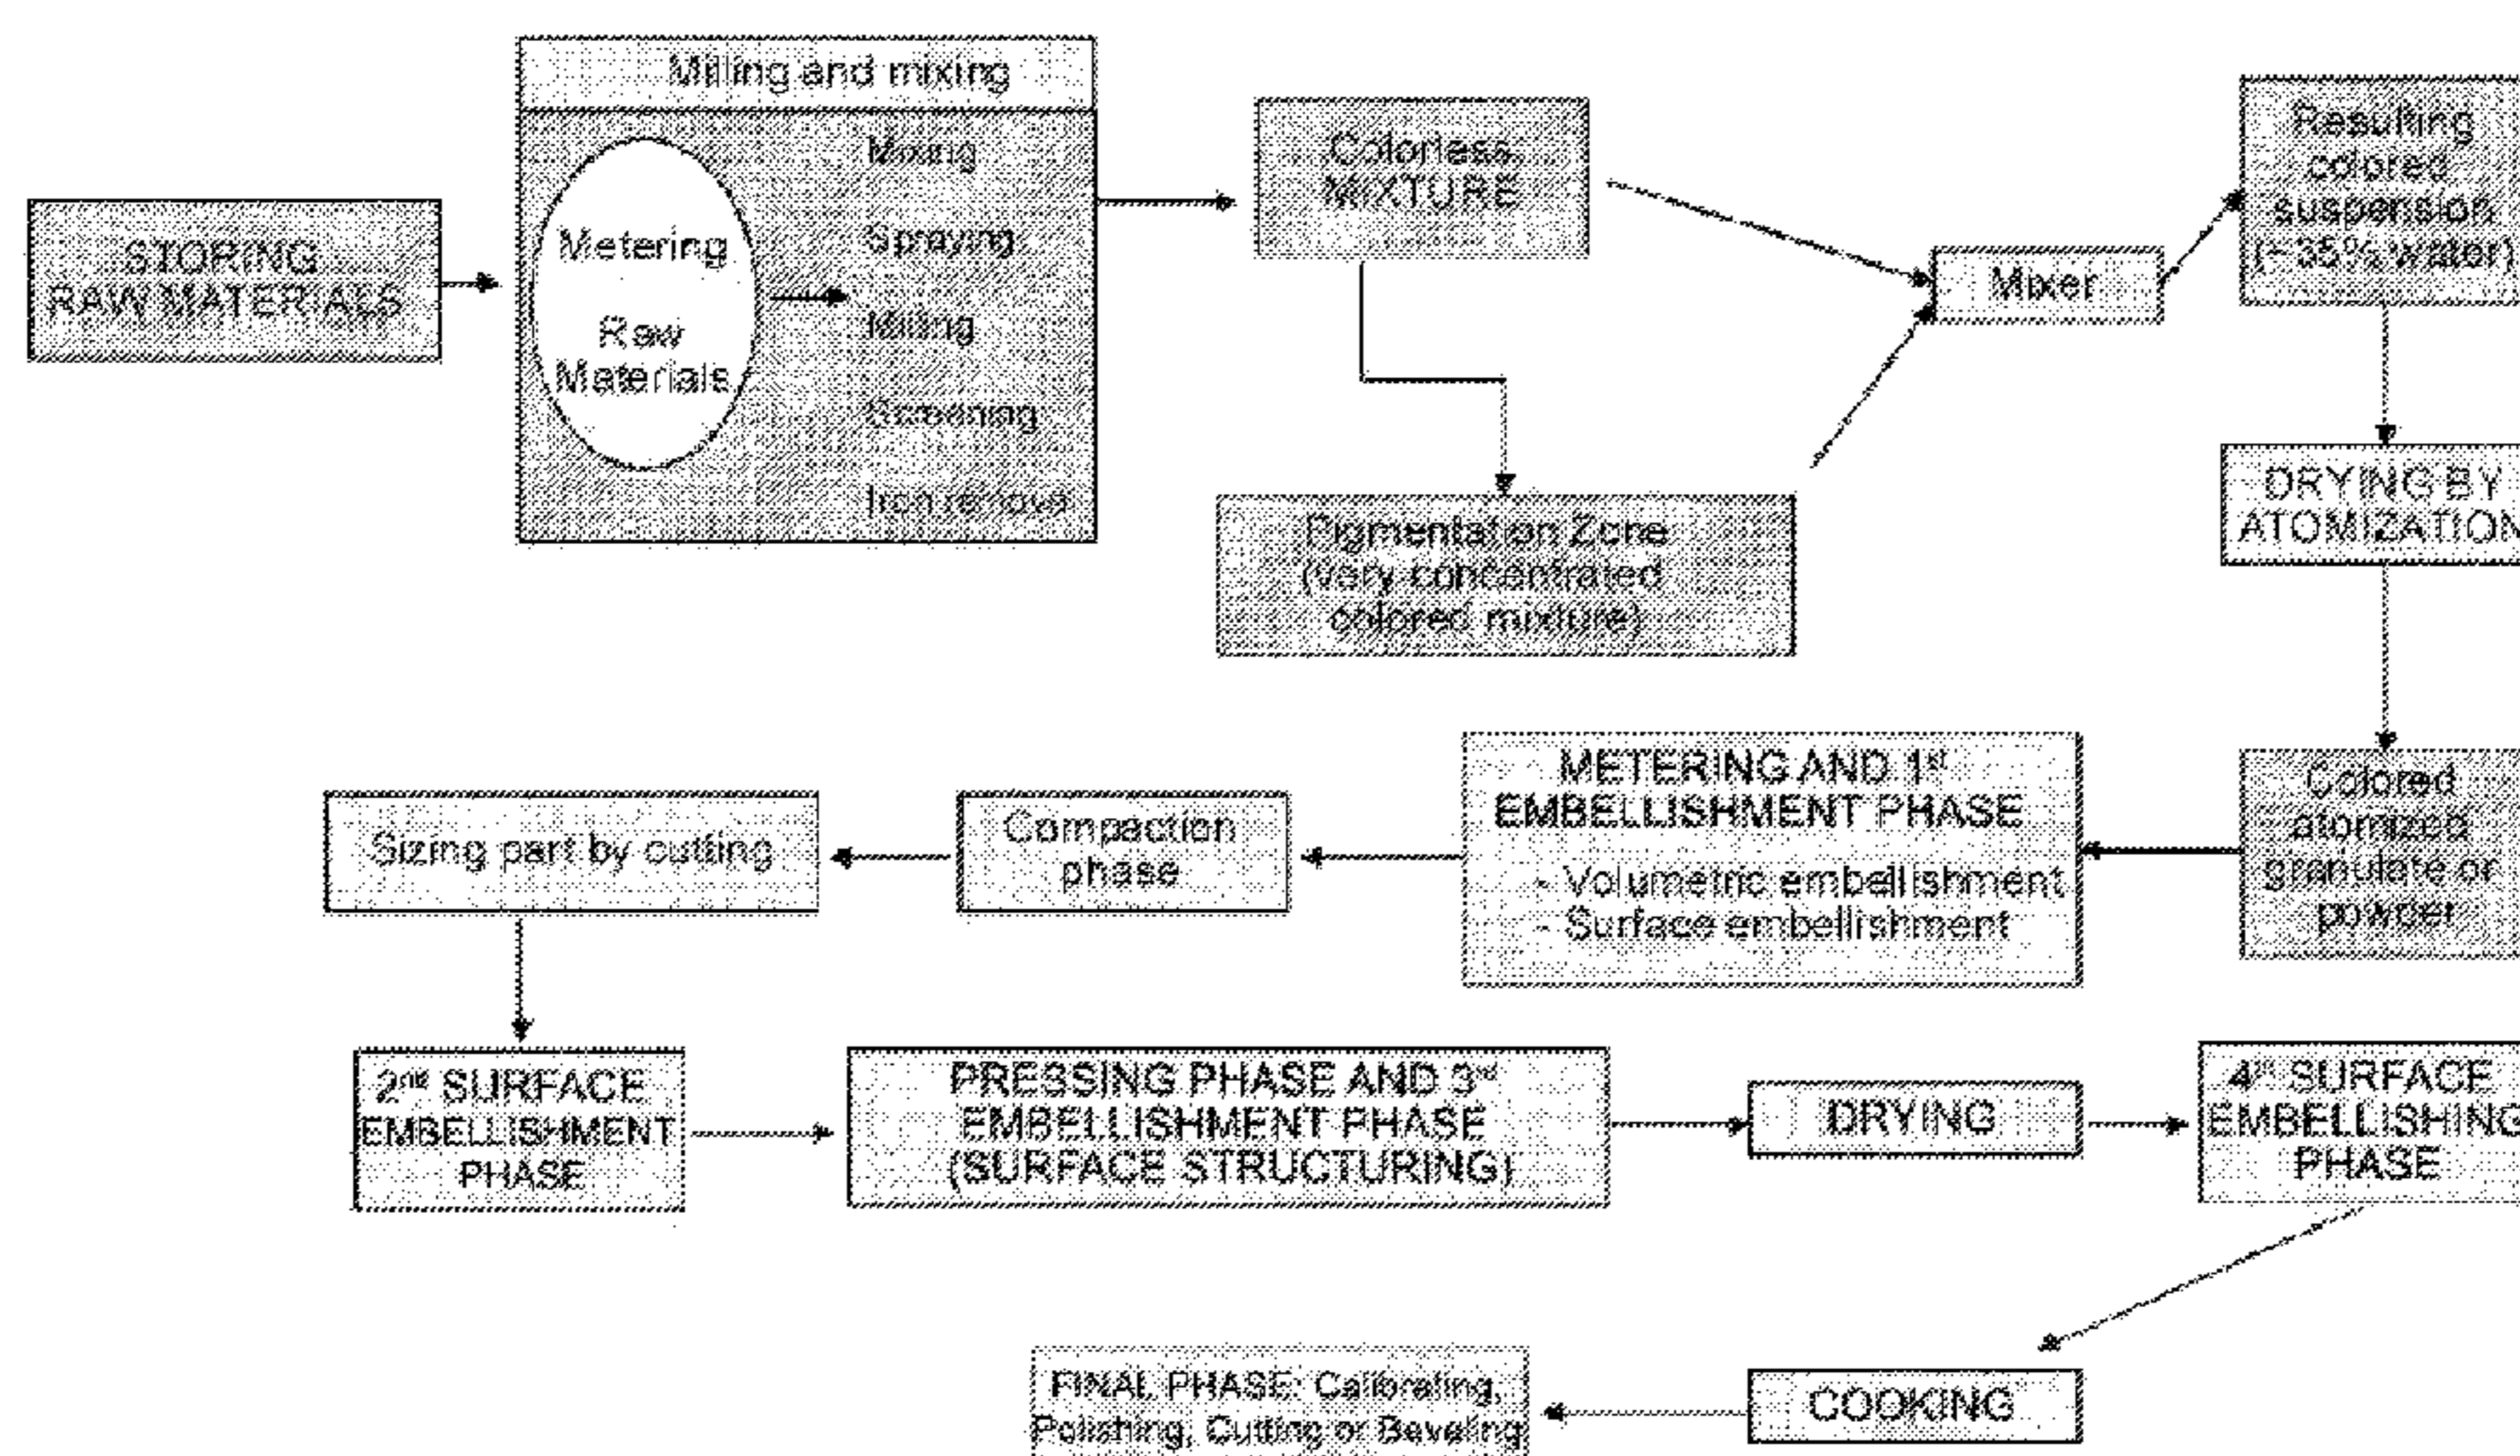 Milling and mixing
STORING
RAW MATERIALS
Metering
Raw
Materials
Mixing
Spraying
Milling
Screening
Iron remova
Colorless
MIXTURE
Mixer
Resulting
colored
suspension
(~35% water)
Pigmentation Zone
(very concentrated
colored mixture)
DRYING BY
ATOMIZATION
Colored
atomized
granulate or
powder
METERING AND 1st
EMBELLISHMENT PHASE
- Volumetric embellishment
- Surface embellishment
Compaction
phase
Sizing part by cutting
2nd SURFACE
EMBELLISHMENT
PHASE
PRESSING PHASE AND 3rd
EMBELLISHMENT PHASE
(SURFACE STRUCTURING)
DRYING
4th SURFACE
EMBELLISHING
PHASE
COOKING
FINAL PHASE: Calibrating,
Polishing, Cutting or Beveling